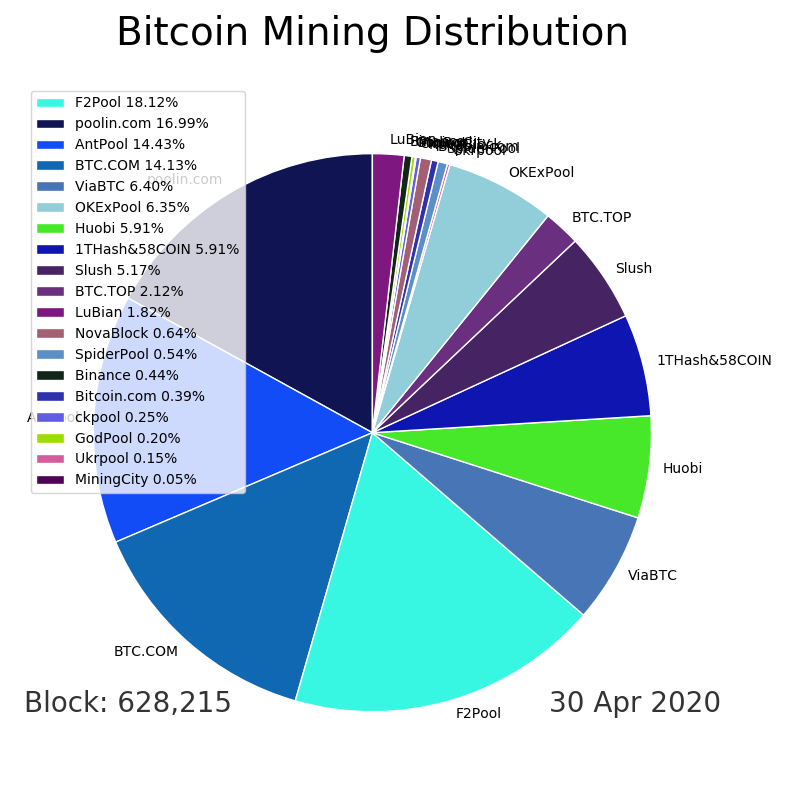 Bitcoin Mining Distribution
F2Pool 18.12%
poolin.com 16.99%
AntPool 14.43%
BTC.COM 14.13%
ViaBTC 6.40%
OKExPool 6.35%
Huobi 5.91%
1THash&58COIN 5.91%
Slush 5.17%
BTC.TOP 2.12%
LuBian 1.82%
NovaBlock 0.64%
SpiderPool 0.54%
Binance 0.44%
Bitcoin.com 0.39%
ckpool 0.25%
GodPool 0.20%
Ukrpool 0.15%
MiningCity 0.05%
poolin.com
LuBian
OKExPool
BTC.TOP
Slush
1THash&58COIN
Huobi
ViaBTC
F2Pool
BTC.COM
Block: 628,215
30 Apr 2020